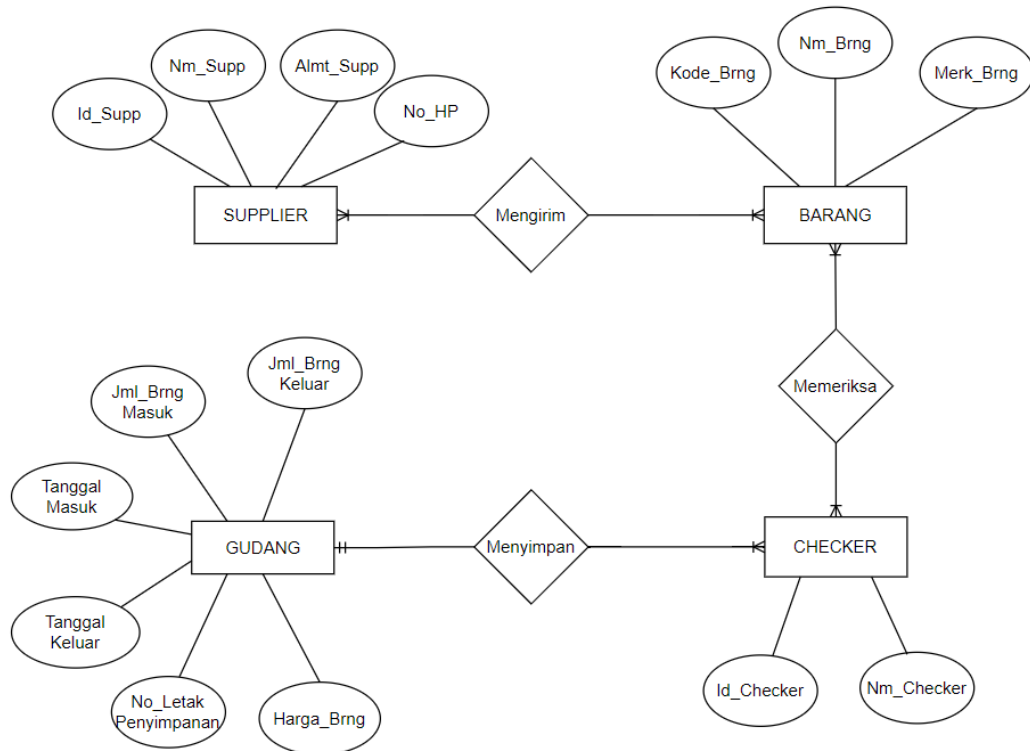 Nm_Supp
Almt_Supp
Id_Supp
No_HP
SUPPLIER
Mengirim
Kode_Brng
Nm_Brng
Merk_Brng
BARANG
Memeriksa
Jml_Brng
Masuk
Jml_Brng
Keluar
Tanggal
Masuk
GUDANG
Menyimpan
CHECKER
Tanggal
Keluar
No_Letak
Penyimpanan
Harga_Brng
Id_Checker
Nm_Checker